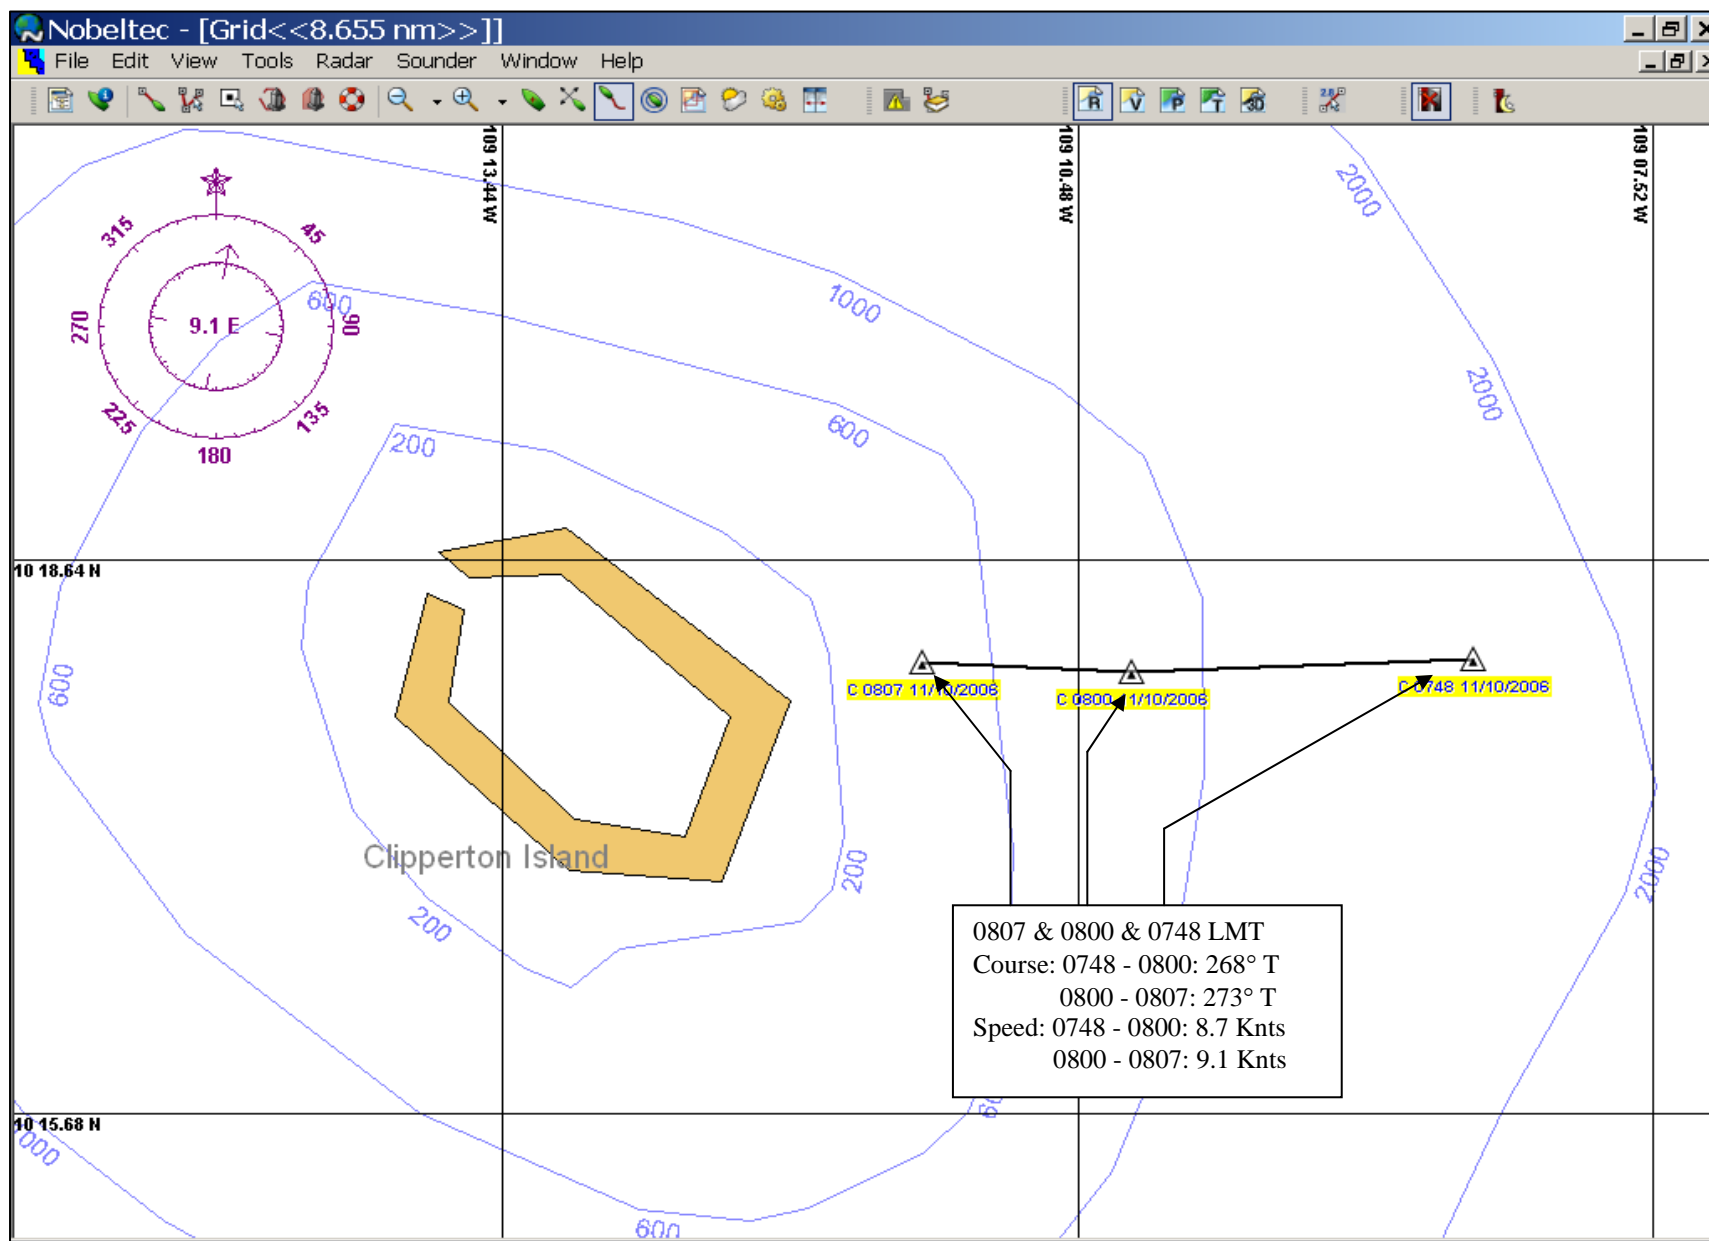 Nobeltec - [Grid<<8.655 nm>>]]
File Edit View Tools Radar Sounder Window Help
R V P T 3D 2.0
109 13.44 W
109 10.48 W
109 07.52 W
315
45
270
9.1 E
90
225
135
180
2000
2000
1000
600
600
200
10 18.64 N
600
C 0807 11/10/2006
C 0800 11/10/2006
C 0748 11/10/2006
Clipperton Island
200
200
2000
0807 & 0800 & 0748 LMT
Course: 0748 - 0800: 268° T
0800 - 0807: 273° T
Speed: 0748 - 0800: 8.7 Knts
0800 - 0807: 9.1 Knts
10 15.68 N
000
600